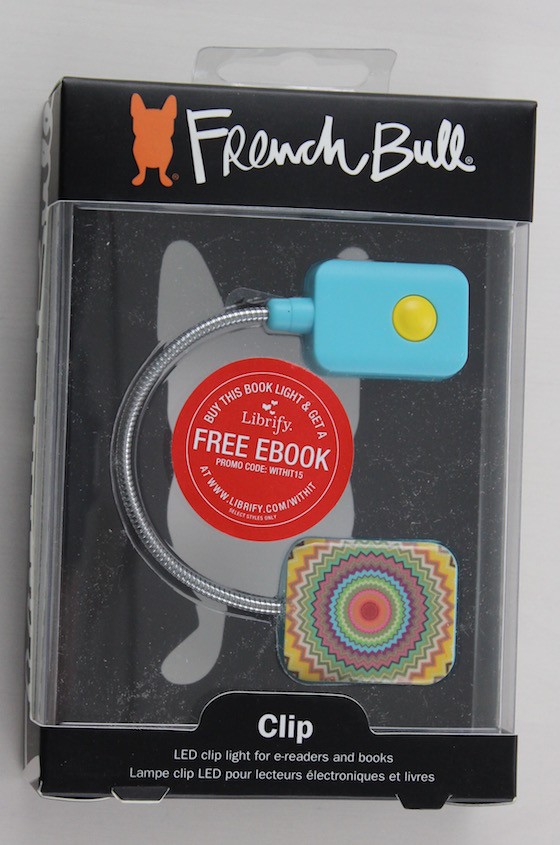 French Bull®
®
BUY THIS BOOK LIGHT & GET A
Librify.
FREE EBOOK
PROMO CODE: WITHIT15
AT WWW.LIBRIFY.COM/WITHIT
SELECT STYLES ONLY
Clip
LED clip light for e-readers and books
Lampe clip LED pour lecteurs électroniques et livres